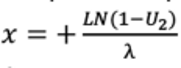 x = + LN(1−U₂) / λ